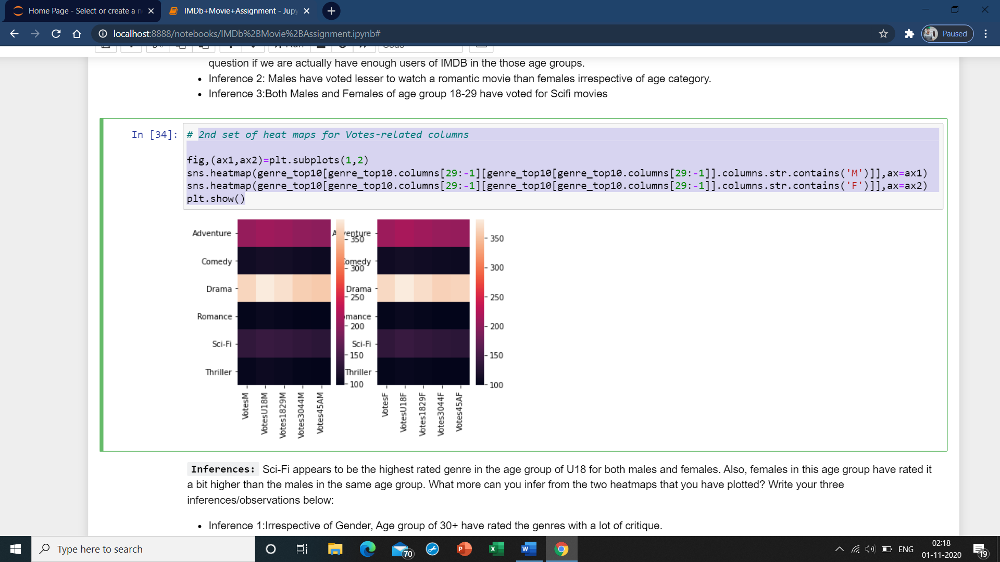 Home Page - Select or create a n
IMDb+Movie+Assignment - Jupy
localhost:8888/notebooks/IMDb%2BMovie%2BAssignment.ipynb#
Paused
question if we are actually have enough users of IMDB in the those age groups.
• Inference 2: Males have voted lesser to watch a romantic movie than females irrespective of age category.
• Inference 3:Both Males and Females of age group 18-29 have voted for Scifi movies
In [34]:
# 2nd set of heat maps for Votes-related columns
fig,(ax1,ax2)=plt.subplots(1,2)
sns.heatmap(genre_top10[genre_top10.columns[29:-1][genre_top10[genre_top10.columns[29:-1]].columns.str.contains('M')]],ax=ax1)
sns.heatmap(genre_top10[genre_top10.columns[29:-1][genre_top10[genre_top10.columns[29:-1]].columns.str.contains('F')]],ax=ax2)
plt.show()
Adventure
Comedy
Drama
Romance
Sci-Fi
Thriller
VotesM
VotesU18M
Votes1829M
Votes3044M
Votes45AM
350
300
250
200
150
100
venture
omedy
Drama
mance
Sci-Fi
Thriller
VotesF
VotesU18F
Votes1829F
Votes3044F
Votes45AF
350
300
250
200
150
100
Inferences: Sci-Fi appears to be the highest rated genre in the age group of U18 for both males and females. Also, females in this age group have rated it
a bit higher than the males in the same age group. What more can you infer from the two heatmaps that you have plotted? Write your three
inferences/observations below:
• Inference 1:Irrespective of Gender, Age group of 30+ have rated the genres with a lot of critique.
Type here to search
70
ENG
02:18
01-11-2020
19